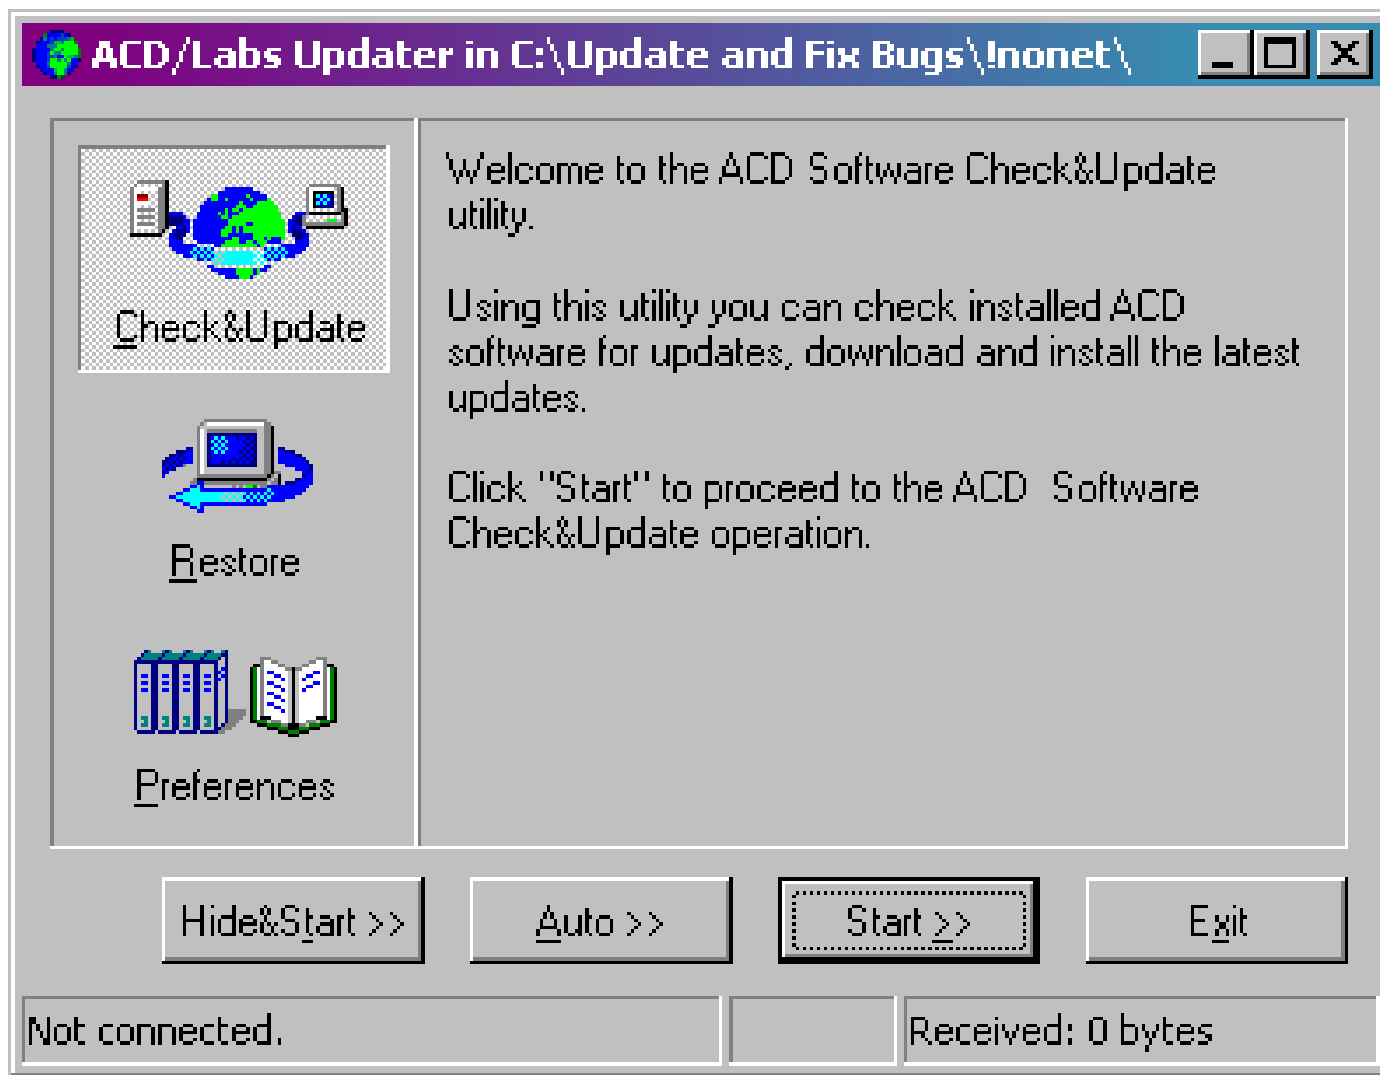 ACD/Labs Updater in C:\Update and Fix Bugs\!nonet\
Check&Update
Restore
Preferences
Welcome to the ACD Software Check&Update
utility.
Using this utility you can check installed ACD
software for updates, download and install the latest
updates.
Click "Start" to proceed to the ACD  Software
Check&Update operation.
Hide&Start >>
Auto >>
Start >>
Exit
Not connected.
Received: 0 bytes